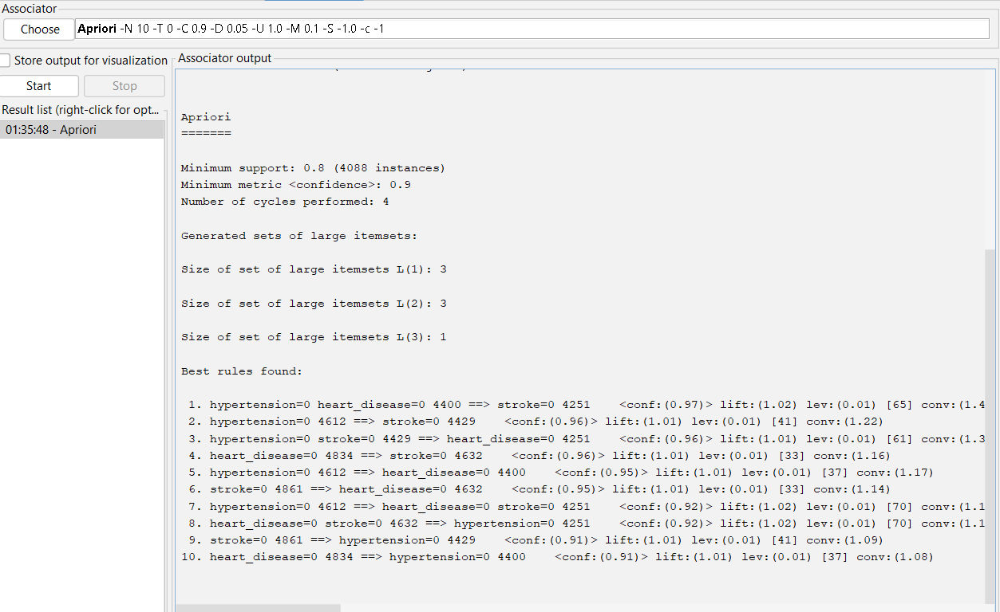 Associator
Choose
Apriori -N 10 -T 0 -C 0.9 -D 0.05 -U 1.0 -M 0.1 -S -1.0 -c -1
Store output for visualization
Start
Stop
Result list (right-click for opt...
01:35:48 - Apriori
Associator output
Apriori
=======
Minimum support: 0.8 (4088 instances)
Minimum metric <confidence>: 0.9
Number of cycles performed: 4
Generated sets of large itemsets:
Size of set of large itemsets L(1): 3
Size of set of large itemsets L(2): 3
Size of set of large itemsets L(3): 1
Best rules found:
1. hypertension=0 heart_disease=0 4400 ==> stroke=0 4251    <conf:(0.97)> lift:(1.02) lev:(0.01) [65] conv:(1.4
2. hypertension=0 4612 ==> stroke=0 4429    <conf:(0.96)> lift:(1.01) lev:(0.01) [41] conv:(1.22)
3. hypertension=0 stroke=0 4429 ==> heart_disease=0 4251    <conf:(0.96)> lift:(1.01) lev:(0.01) [61] conv:(1.3
4. heart_disease=0 4834 ==> stroke=0 4632    <conf:(0.96)> lift:(1.01) lev:(0.01) [33] conv:(1.16)
5. hypertension=0 4612 ==> heart_disease=0 4400    <conf:(0.95)> lift:(1.01) lev:(0.01) [37] conv:(1.17)
6. stroke=0 4861 ==> heart_disease=0 4632    <conf:(0.95)> lift:(1.01) lev:(0.01) [33] conv:(1.14)
7. hypertension=0 4612 ==> heart_disease=0 stroke=0 4251    <conf:(0.92)> lift:(1.02) lev:(0.01) [70] conv:(1.1
8. heart_disease=0 stroke=0 4632 ==> hypertension=0 4251    <conf:(0.92)> lift:(1.02) lev:(0.01) [70] conv:(1.1
9. stroke=0 4861 ==> hypertension=0 4429    <conf:(0.91)> lift:(1.01) lev:(0.01) [41] conv:(1.09)
10. heart_disease=0 4834 ==> hypertension=0 4400    <conf:(0.91)> lift:(1.01) lev:(0.01) [37] conv:(1.08)